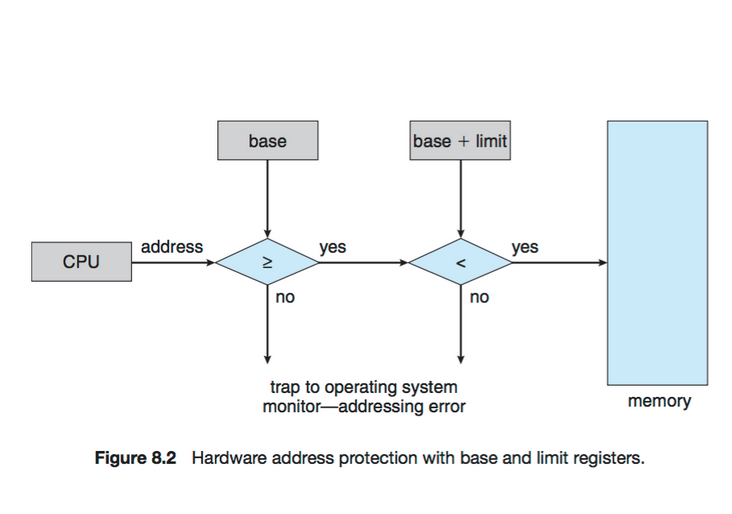 base
base + limit
CPU
address
≥
yes
<
yes
no
no
trap to operating system
monitor—addressing error
memory
Figure 8.2 Hardware address protection with base and limit registers.